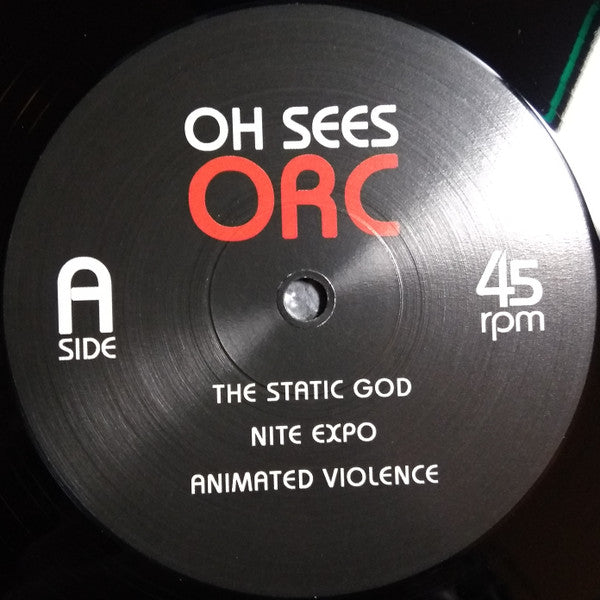 OH SEES
ORC
A
SIDE
45
rpm
THE STATIC GOD
NITE EXPO
ANIMATED VIOLENCE